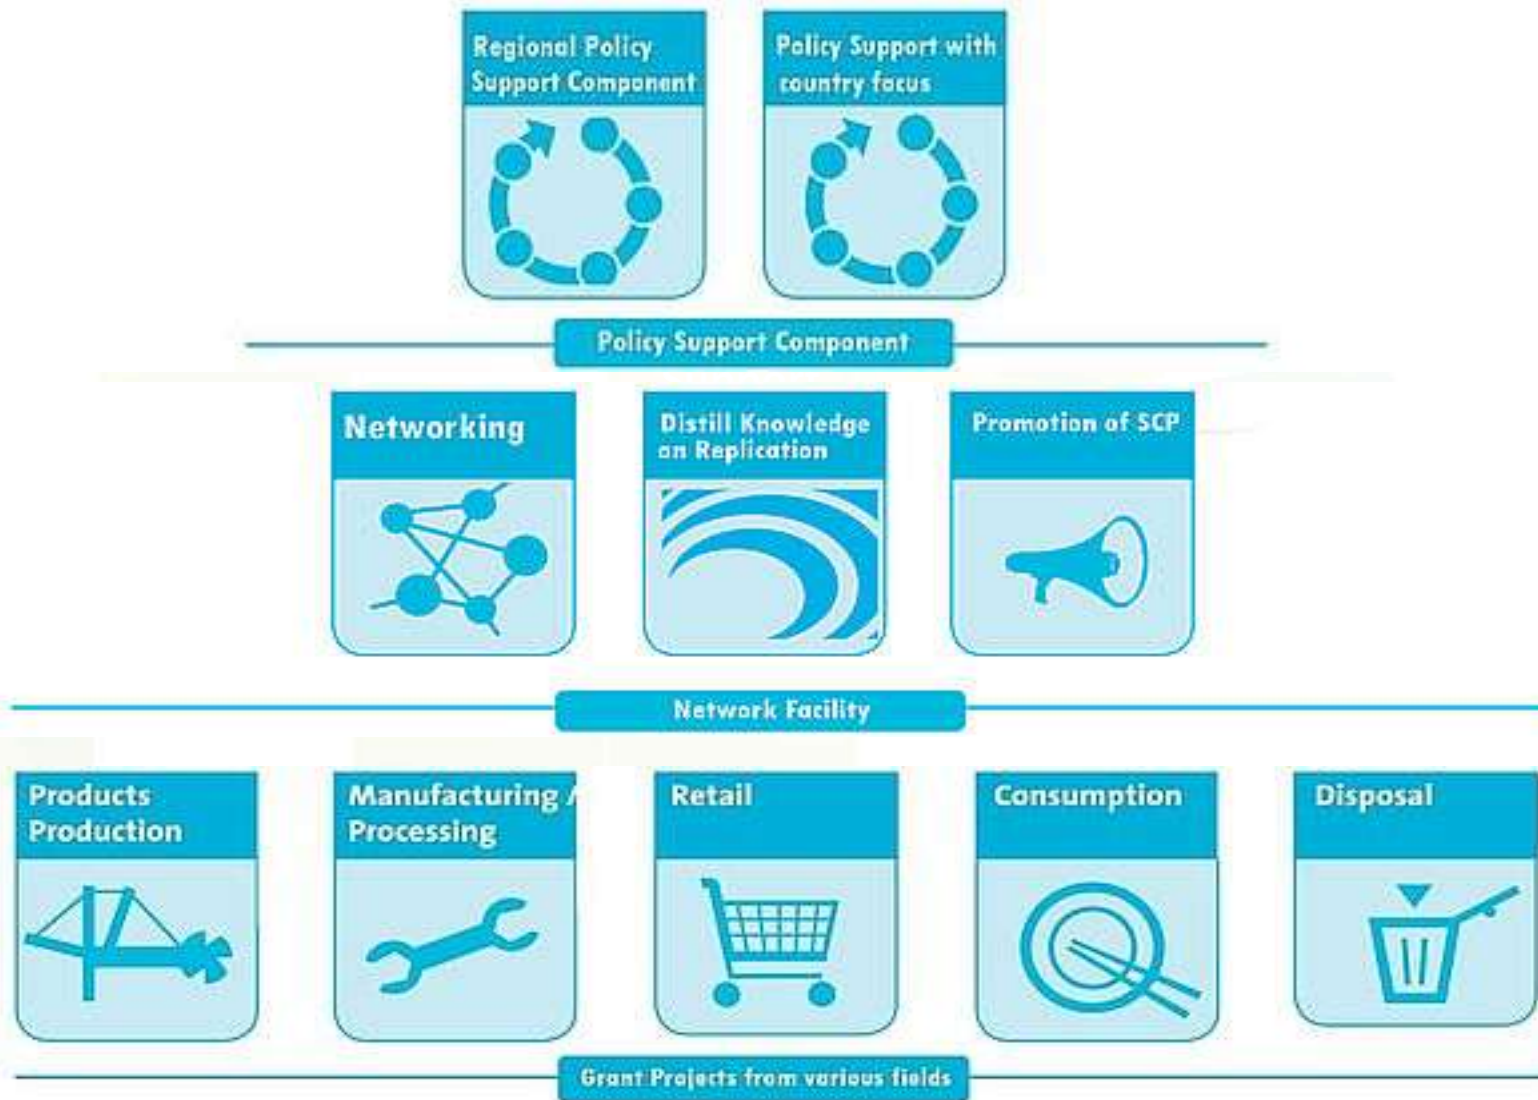 Regional Policy
Support Component
Policy Support with
country focus
Policy Support Component
Networking
Distill Knowledge
on Replication
Promotion of SCP
Network Facility
Products
Production
Manufacturing /
Processing
Retail
Consumption
Disposal
Grant Projects from various fields